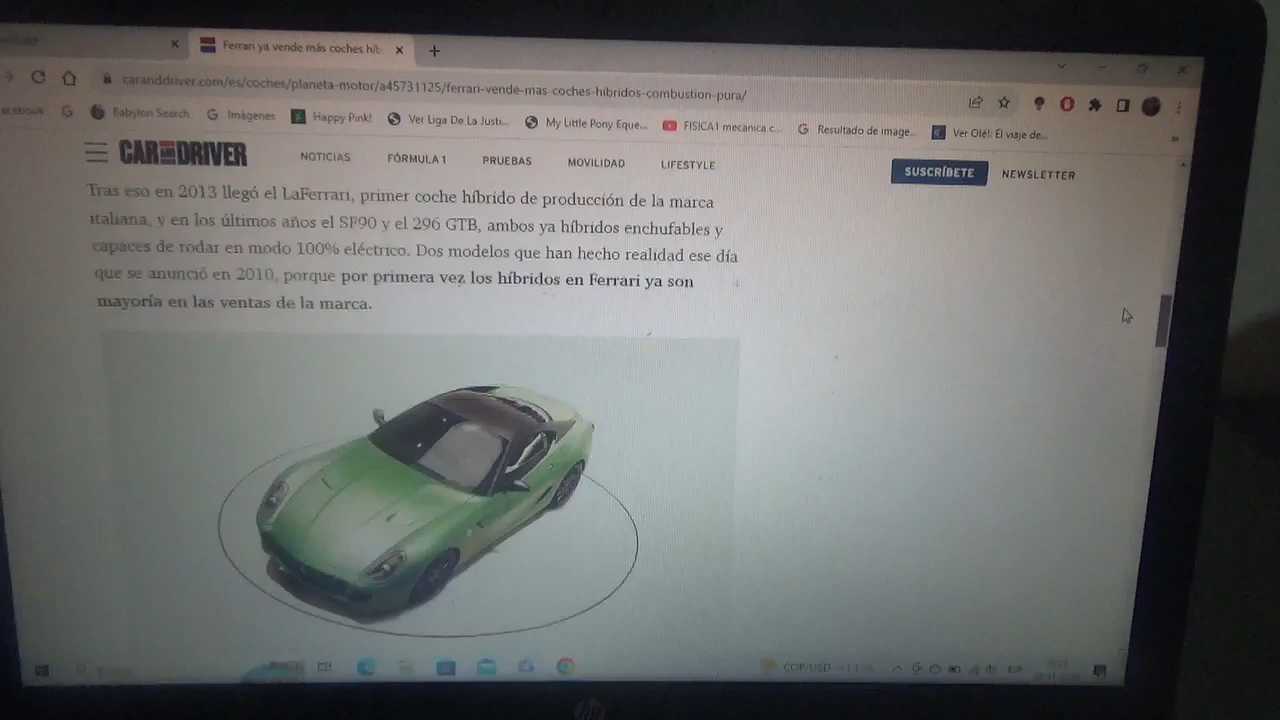 Ferrari ya vende más coches híb
caranddriver.com/es/coches/planeta-motor/a45731125/ferrari-vende-mas-coches-hibridos-combustion-pura/
Babylon Search
Imágenes
Happy Pink!
Ver Liga De La Justi...
My Little Pony Eque...
FISICA I mecanica c...
Resultado de image...
Ver Olé!: El viaje de...
CAR AND DRIVER
NOTICIAS
FÓRMULA 1
PRUEBAS
MOVILIDAD
LIFESTYLE
SUSCRÍBETE
NEWSLETTER
Tras eso en 2013 llegó el LaFerrari, primer coche híbrido de producción de la marca
italiana, y en los últimos años el SF90 y el 296 GTB, ambos ya híbridos enchufables y
capaces de rodar en modo 100% eléctrico. Dos modelos que han hecho realidad ese día
que se anunció en 2010, porque por primera vez los híbridos en Ferrari ya son
mayoría en las ventas de la marca.
COP/USD
hp